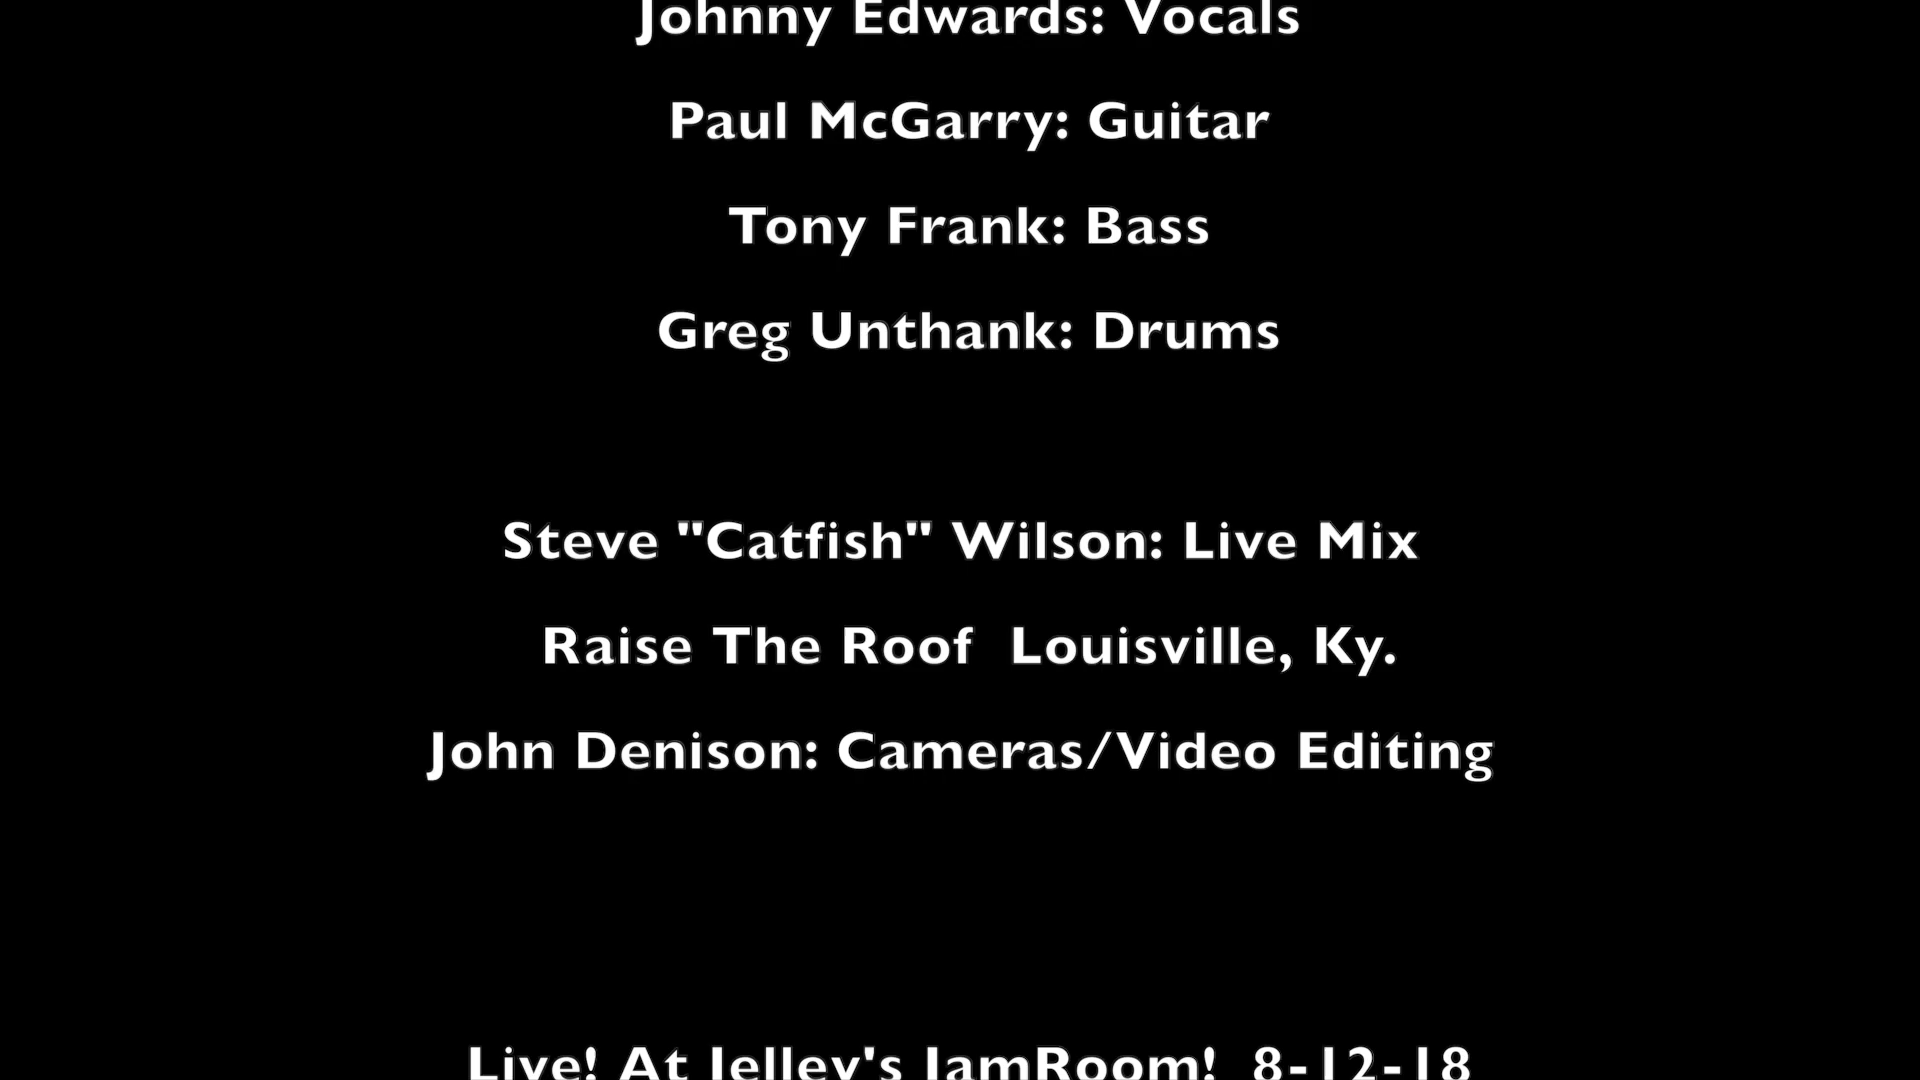 Johnny Edwards: Vocals
Paul McGarry: Guitar
Tony Frank: Bass
Greg Unthank: Drums
Steve "Catfish" Wilson: Live Mix
Raise The Roof  Louisville, Ky.
John Denison: Cameras/Video Editing
Live! At Jelley's JamRoom!  8-12-18